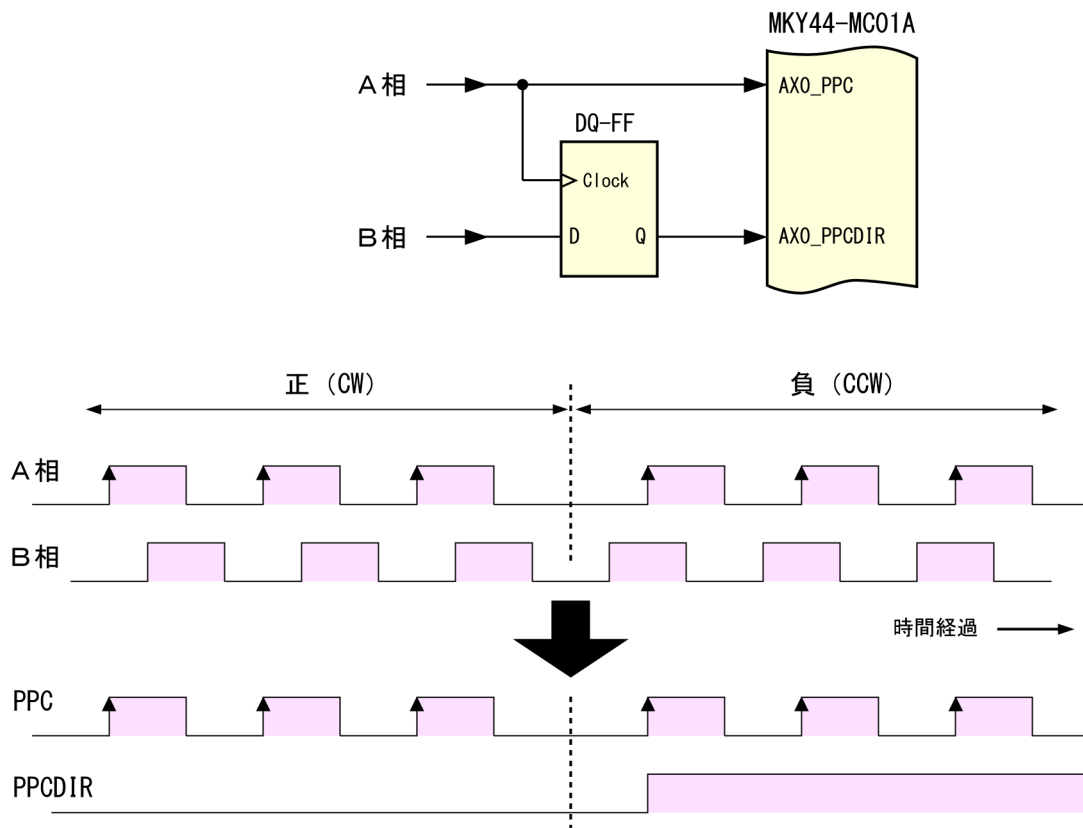 MKY44-MC01A
A相
AX0_PPC
DQ-FF
Clock
B相
D Q
AX0_PPCDIR
正 (CW)
負 (CCW)
A相
B相
時間経過
PPC
PPCDIR